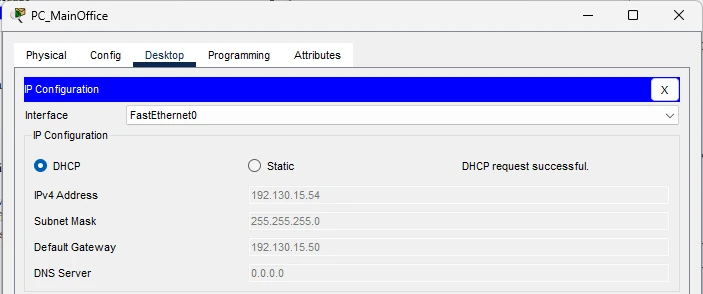 PC_MainOffice
Physical Config Desktop Programming Attributes
IP Configuration X
Interface FastEthernet0
IP Configuration
DHCP Static DHCP request successful.
IPv4 Address 192.130.15.54
Subnet Mask 255.255.255.0
Default Gateway 192.130.15.50
DNS Server 0.0.0.0